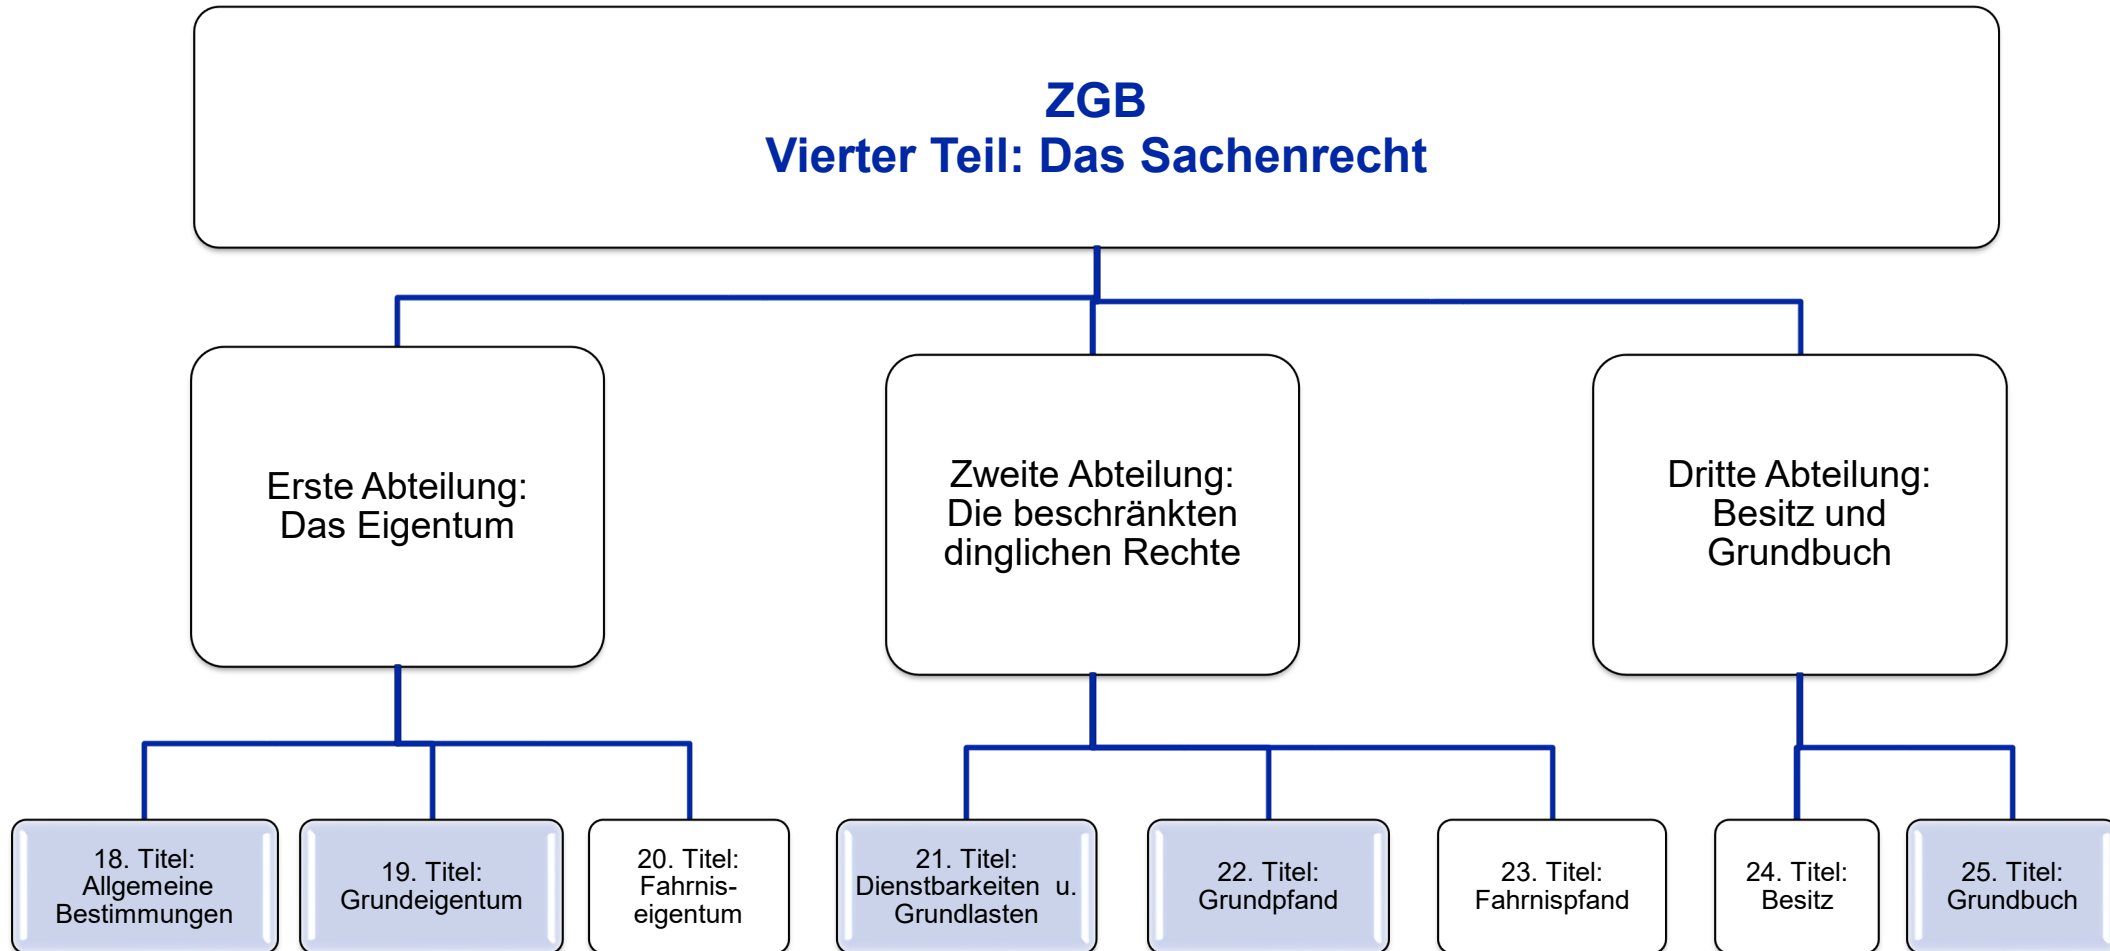 ZGB
Vierter Teil: Das Sachenrecht
Erste Abteilung:
Das Eigentum
Zweite Abteilung:
Die beschränkten
dinglichen Rechte
Dritte Abteilung:
Besitz und
Grundbuch
18. Titel:
Allgemeine
Bestimmungen
19. Titel:
Grundeigentum
20. Titel:
Fahrnis-
eigentum
21. Titel:
Dienstbarkeiten u.
Grundlasten
22. Titel:
Grundpfand
23. Titel:
Fahrnispfand
24. Titel:
Besitz
25. Titel:
Grundbuch